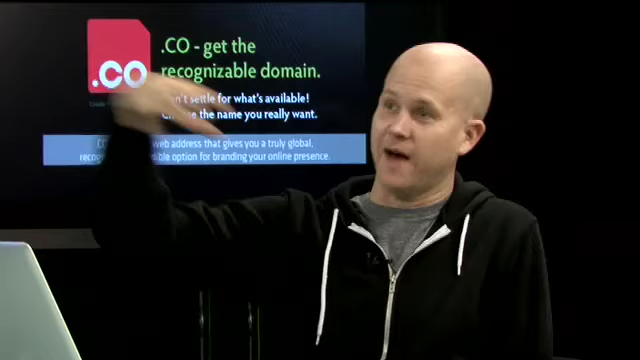 .CO
.CO - get the
recognizable domain.
settle for what's available!
the name you really want.
web address that gives you a truly global,
option for branding your online presence.